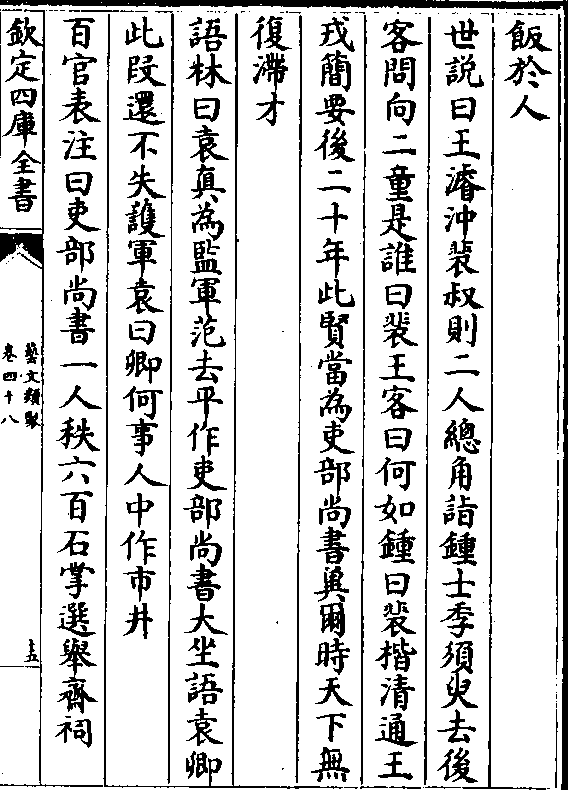 飯於人
世説曰王濬沖裴叔則二人總角詣鍾士季須臾去後
客問向二童是誰曰裴王客曰何如鍾曰裴楷清通王
戎簡要後二十年此賢當為吏部尚書兾爾時天下無
復滯才
語林曰袁真為監軍范去平作吏部尚書大坐語袁卿
此段還不失護軍袁曰卿何事人中作市井
百官表注曰吏部尚書一人秩六百石掌選舉齋祠
欽定四庫全書
藝文類聚
卷四十八
十五